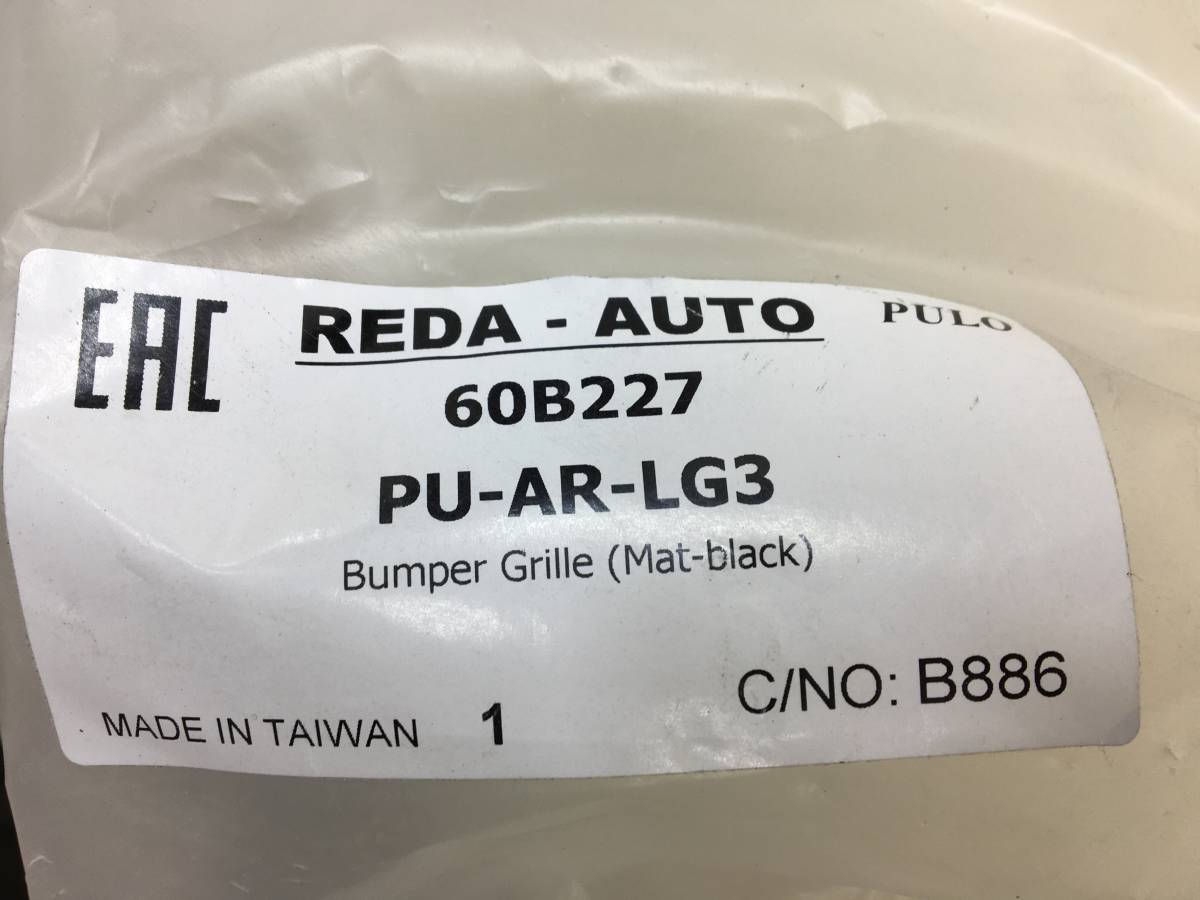 EAC
REDA - AUTO
PULO
60B227
PU-AR-LG3
Bumper Grille (Mat-black)
C/NO: B886
MADE IN TAIWAN 1